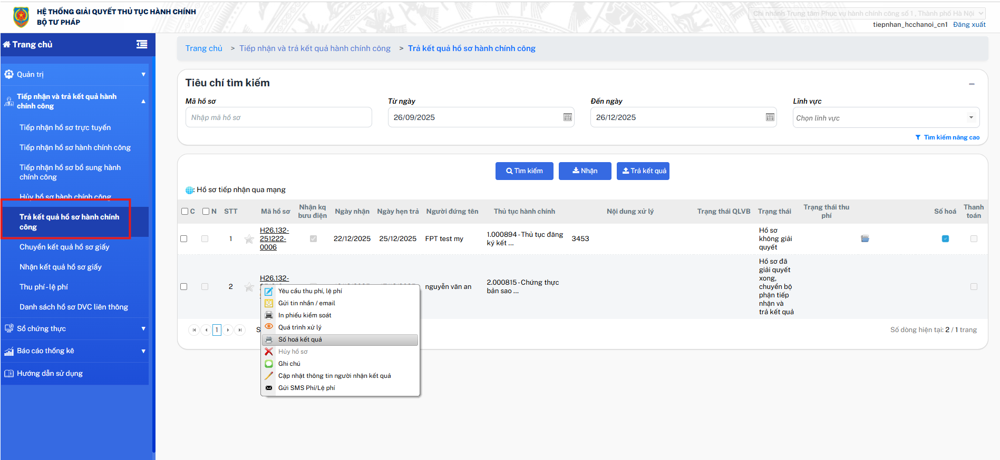 HỆ THỐNG GIẢI QUYẾT THỦ TỤC HÀNH CHÍNH
BỘ TƯ PHÁP
Chi nhánh Trung tâm Phục vụ hành chính công số 1 , Thành phố Hà Nội
tiepnhan_hcchanoi_cn1 Đăng xuất
Trang chủ
Quản trị
Tiếp nhận và trả kết quả hành
chính công
Tiếp nhận hồ sơ trực tuyến
Tiếp nhận hồ sơ hành chính công
Tiếp nhận hồ sơ bổ sung hành
chính công
Hủy hồ sơ hành chính công
Trả kết quả hồ sơ hành chính
công
Chuyển kết quả hồ sơ giấy
Nhận kết quả hồ sơ giấy
Thu phí - lệ phí
Danh sách hồ sơ DVC liên thông
Sổ chứng thực
Báo cáo thống kê
Hướng dẫn sử dụng
Trang chủ > Tiếp nhận và trả kết quả hành chính công > Trả kết quả hồ sơ hành chính công
Tiêu chí tìm kiếm
Mã hồ sơ
Nhập mã hồ sơ
Từ ngày
26/09/2025
Đến ngày
26/12/2025
Lĩnh vực
Chọn lĩnh vực
Tìm kiếm nâng cao
Tìm kiếm
Nhận
Trả kết quả
: Hồ sơ tiếp nhận qua mạng
C N STT Mã hồ sơ Nhận kq bưu điện Ngày nhận Ngày hẹn trả Người đứng tên Thủ tục hành chính Nội dung xử lý Trạng thái QLVB Trạng thái Trạng thái thu phí Số hoá Thanh toán
1
H26.132-
251222-
0006
22/12/2025 25/12/2025 FPT test my
1.000894 - Thủ tục đăng
ký kết ...
3453
Hồ sơ
không giải
quyết
2
H26.132-
nguyễn văn an
2.000815 - Chứng thực
bản sao ...
Hồ sơ đã
giải quyết
xong,
chuyển bộ
phận tiếp
nhận và
trả kết quả
Yêu cầu thu phí, lệ phí
Gửi tin nhắn / email
In phiếu kiểm soát
Quá trình xử lý
Số hoá kết quả
Hủy hồ sơ
Ghi chú
Cập nhật thông tin người nhận kết quả
Gửi SMS Phí/Lệ phí
1
S
Số dòng hiện tại: 2 / 1 trang